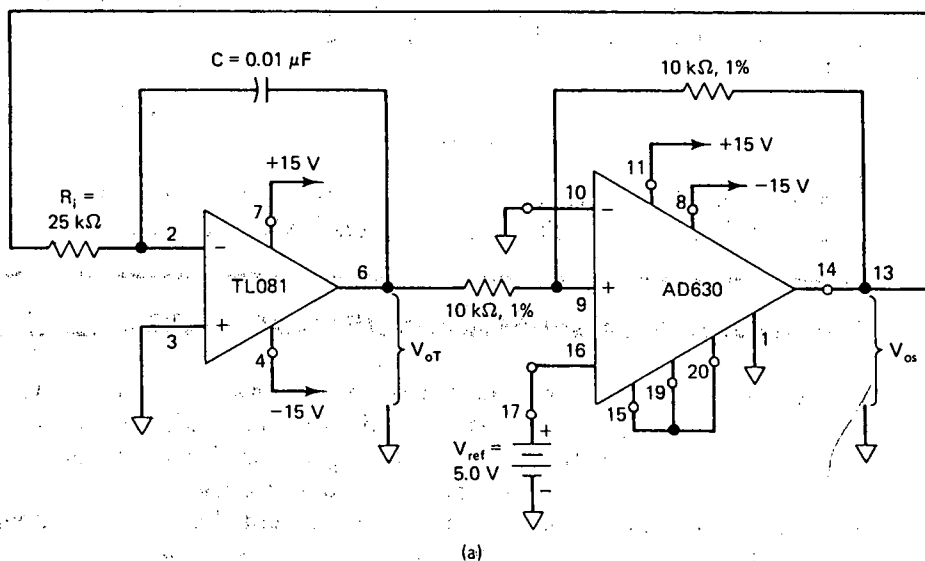 C = 0.01 μF
10 kΩ, 1%
+15 V
+15 V
11
-15 V
10
8
R_i =
25 kΩ
7
2
-
-
6
14
13
TL081
AD630
10 kΩ, 1%
+
9
+
3
4
V_oT
16
1
V_os
20
19
15
-15 V
17
+
V_ref =
5.0 V
-
(a)